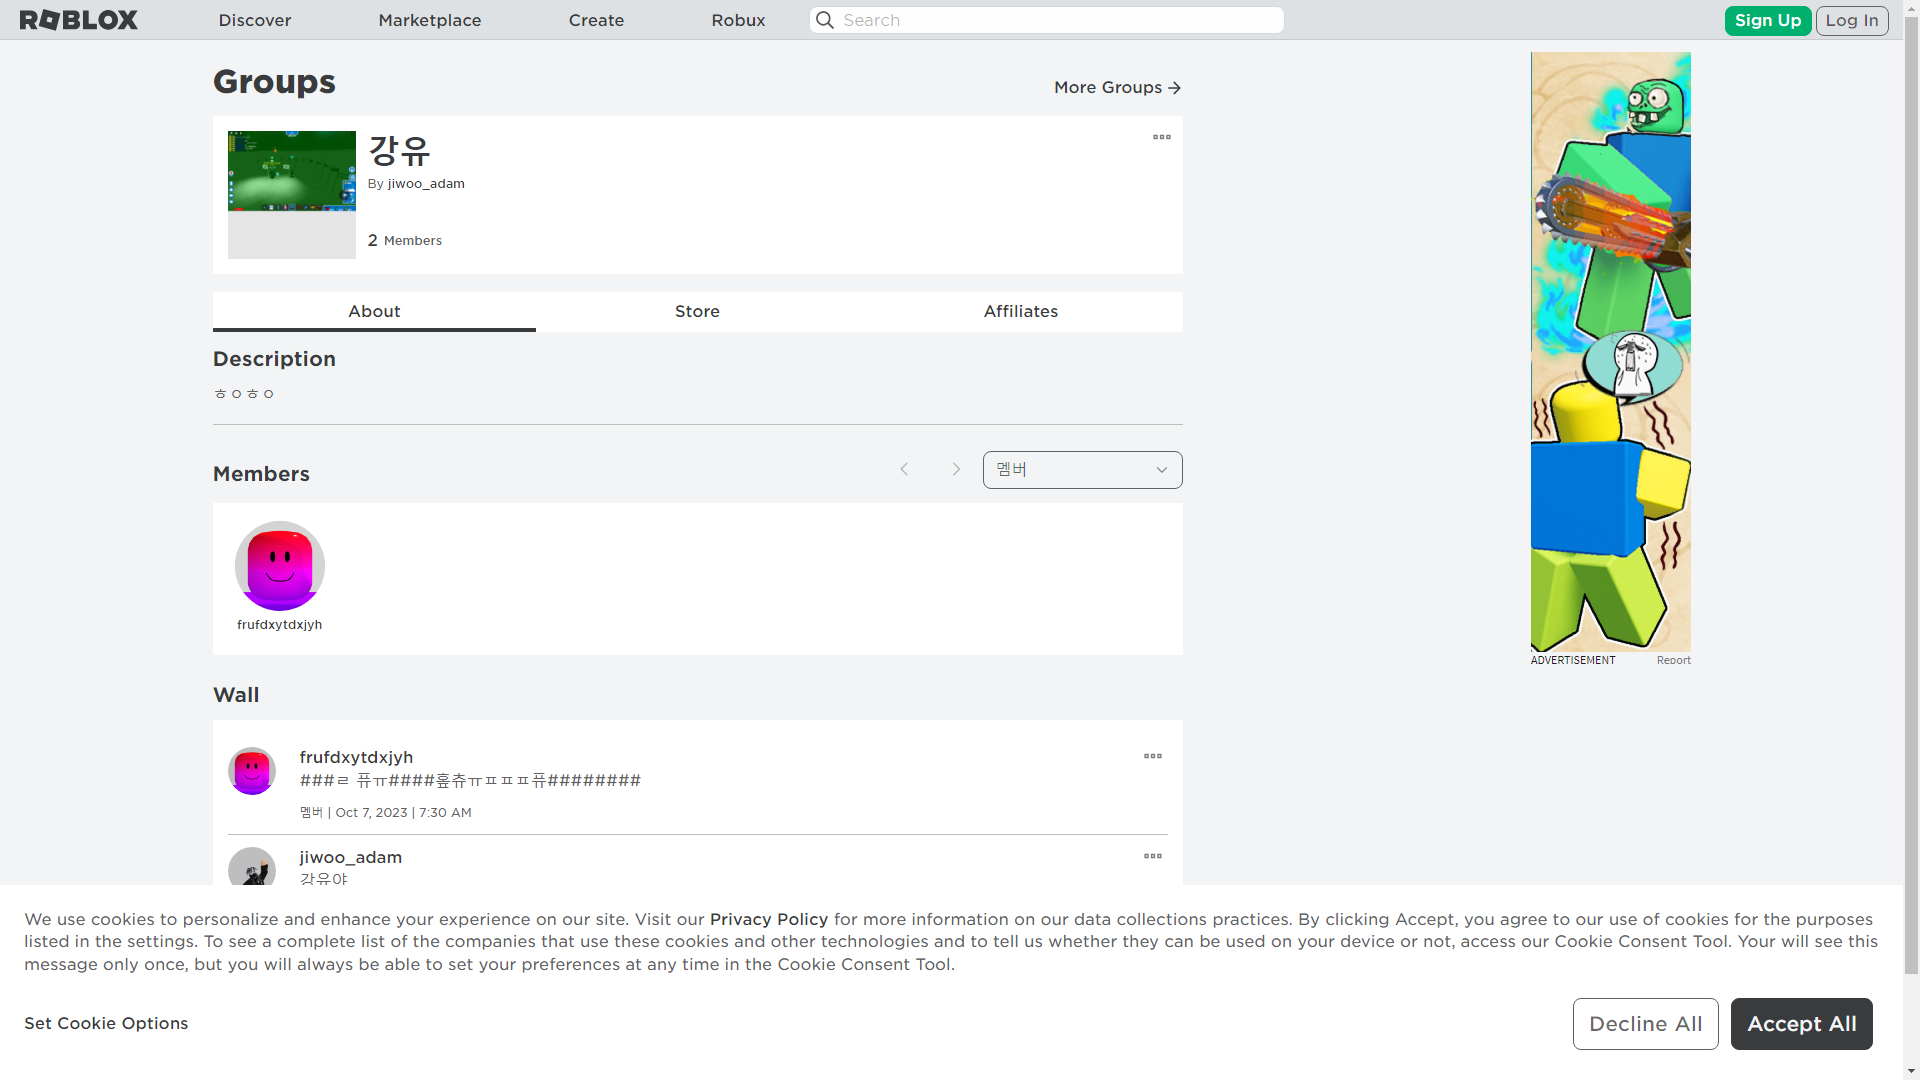 ROBLOX
Discover
Marketplace
Create
Robux
Search
Sign Up
Log In
Groups
More Groups
강유
By jiwoo_adam
2 Members
About
Store
Affiliates
Description
ㅎㅇㅎㅇ
Members
멤버
frufdxytdxjyh
Wall
frufdxytdxjyh
###ㄹ 퓨ㅠ####홒츄ㅠㅍㅍㅍ퓨########
멤버 | Oct 7, 2023 | 7:30 AM
jiwoo_adam
강유야
ADVERTISEMENT
Report
We use cookies to personalize and enhance your experience on our site. Visit our Privacy Policy for more information on our data collections practices. By clicking Accept, you agree to our use of cookies for the purposes
listed in the settings. To see a complete list of the companies that use these cookies and other technologies and to tell us whether they can be used on your device or not, access our Cookie Consent Tool. Your will see this
message only once, but you will always be able to set your preferences at any time in the Cookie Consent Tool.
Set Cookie Options
Decline All
Accept All